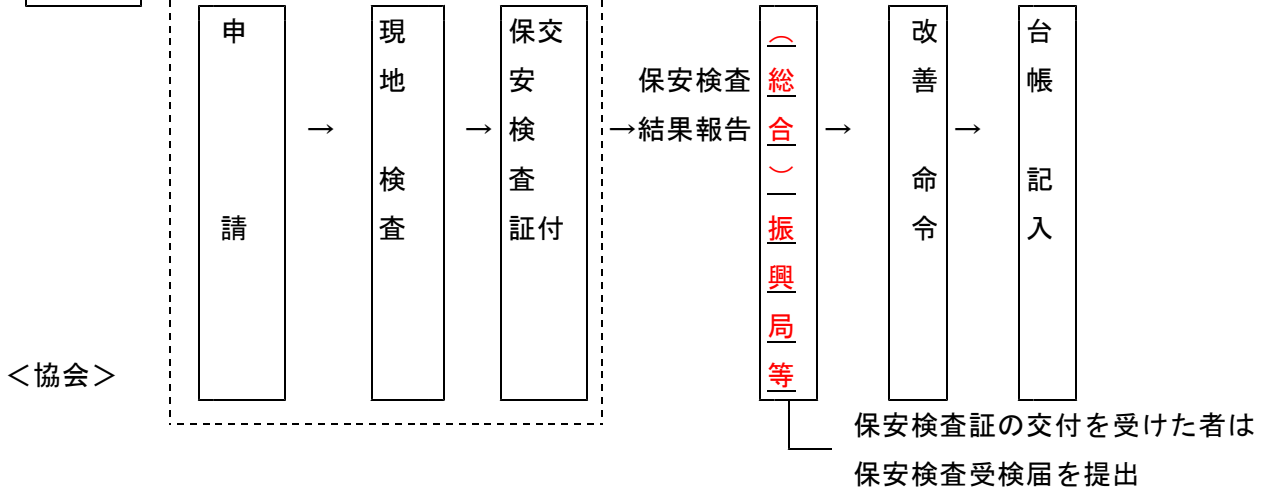 申請
→
現地検査
→
保安検査証
交付
→
保安検査
結果報告
（総合）振興局等
→
改善命令
→
台帳記入
＜協会＞
保安検査証の交付を受けた者は
保安検査受検届を提出